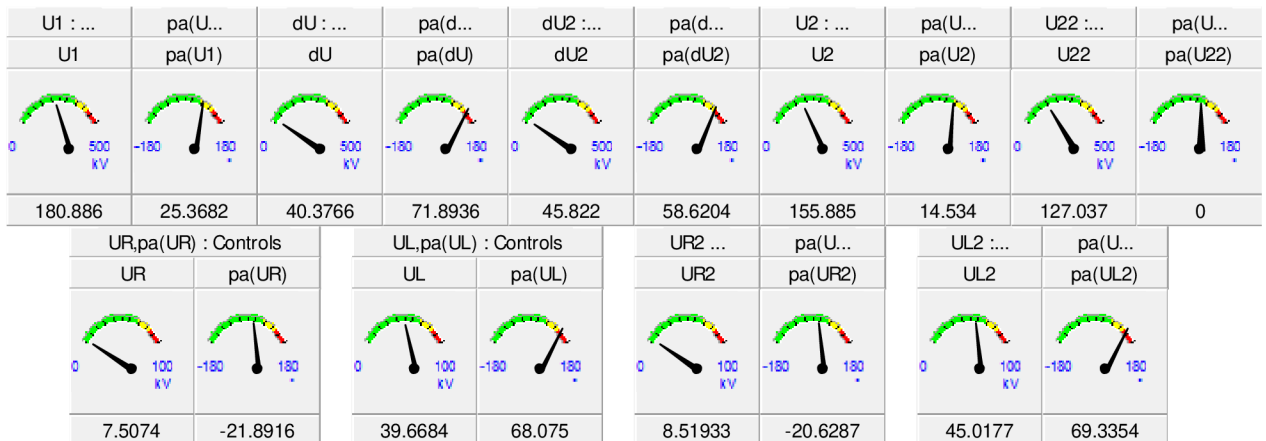 U1 : ... pa(U... dU : ... pa(d... dU2 :... pa(d... U2 : ... pa(U... U22 :... pa(U...
U1 pa(U1) dU pa(dU) dU2 pa(dU2) U2 pa(U2) U22 pa(U22)
0 500 -180 180 0 500 -180 180 0 500 -180 180 0 500 -180 180 0 500 -180 180
kV ° kV ° kV ° kV ° kV °
180.886 25.3682 40.3766 71.8936 45.822 58.6204 155.885 14.534 127.037 0
UR,pa(UR) : Controls UL,pa(UL) : Controls UR2 ... pa(U... UL2 :... pa(U...
UR pa(UR) UL pa(UL) UR2 pa(UR2) UL2 pa(UL2)
0 100 -180 180 0 100 -180 180 0 100 -180 180 0 100 -180 180
kV ° kV ° kV ° kV °
7.5074 -21.8916 39.6684 68.075 8.51933 -20.6287 45.0177 69.3354